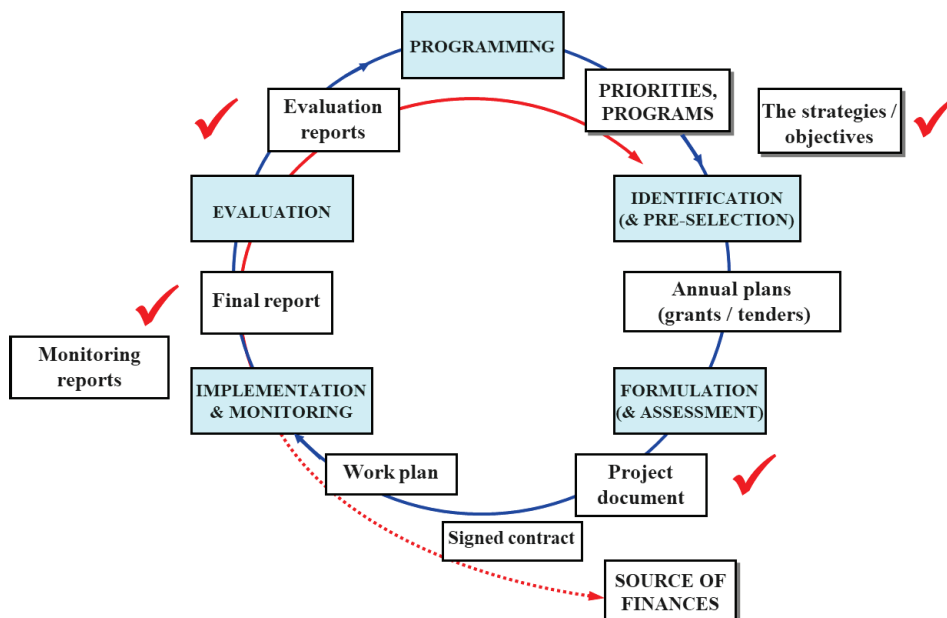 PROGRAMMING
PRIORITIES,
PROGRAMS
The strategies /
objectives
Evaluation
reports
EVALUATION
IDENTIFICATION
(& PRE-SELECTION)
Final report
Annual plans
(grants / tenders)
Monitoring
reports
IMPLEMENTATION
& MONITORING
FORMULATION
(& ASSESSMENT)
Work plan
Project
document
Signed contract
SOURCE OF
FINANCES